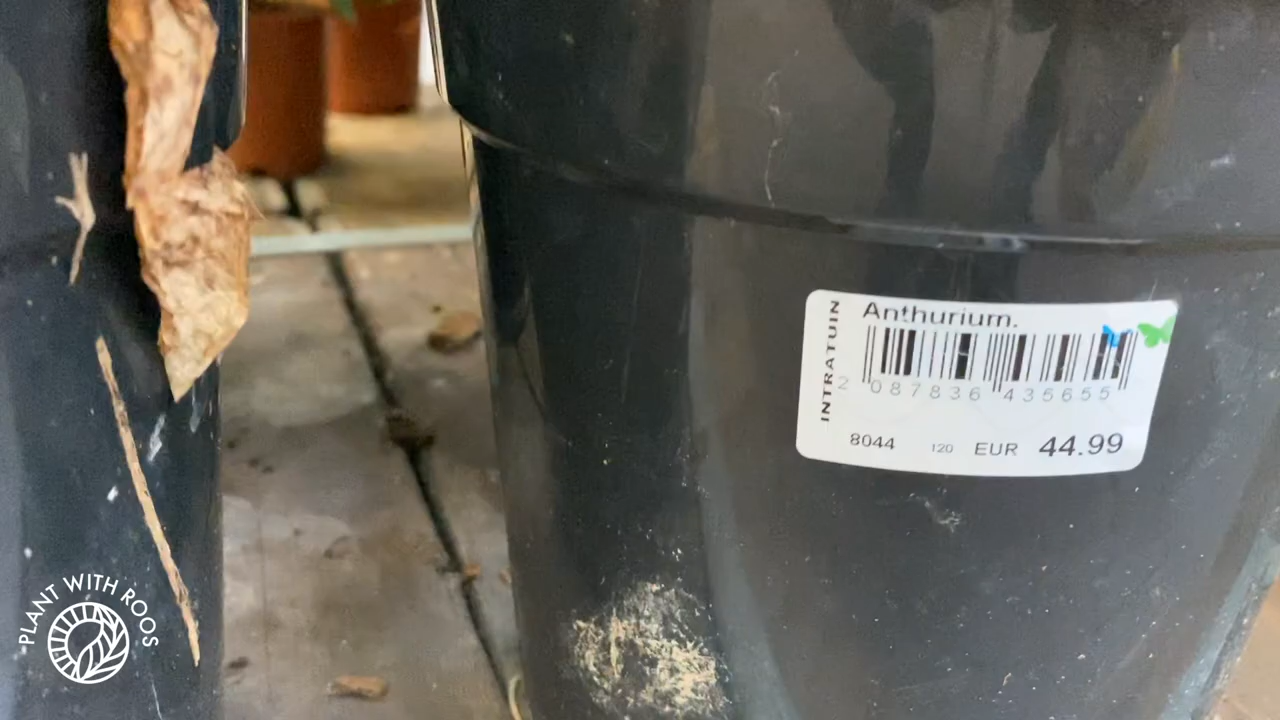 Anthurium.
INTRATUIN
2 087836 435655
8044 120 EUR 44.99
PLANT WITH ROOS